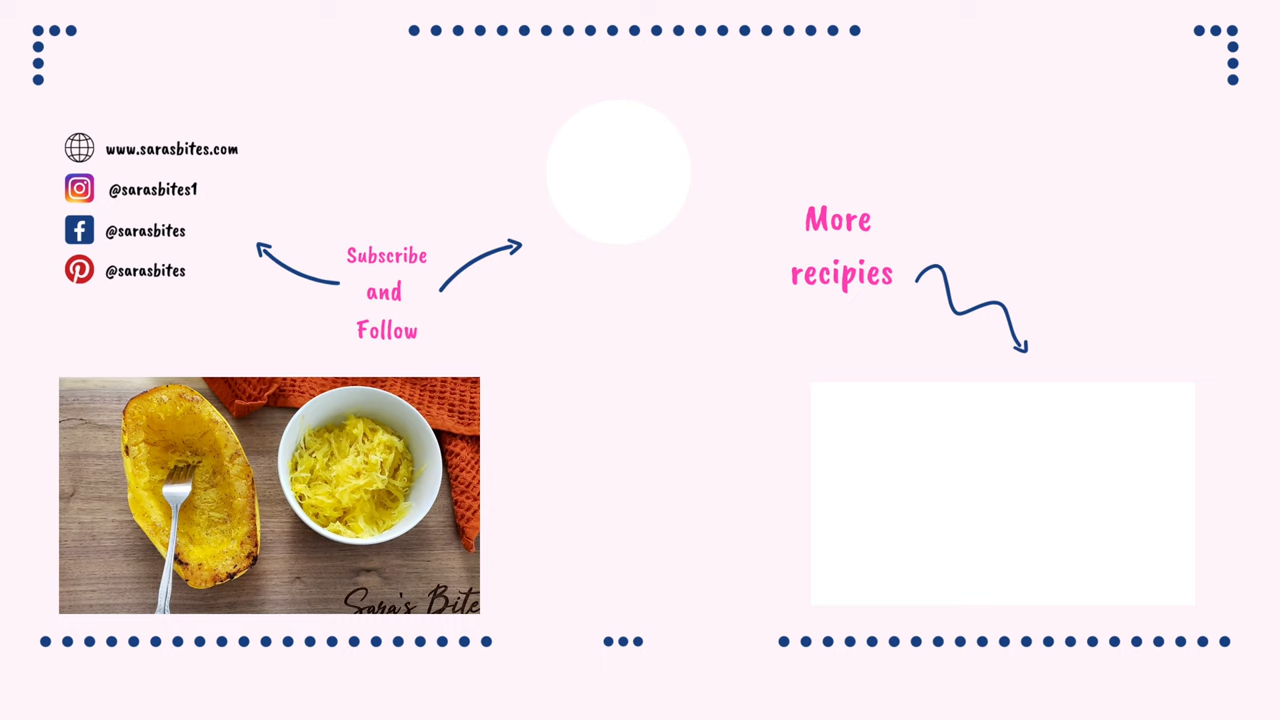 www.sarasbites.com
@sarasbites1
@sarasbites
@sarasbites
Subscribe
and
Follow
More
recipies
Sara's Bite